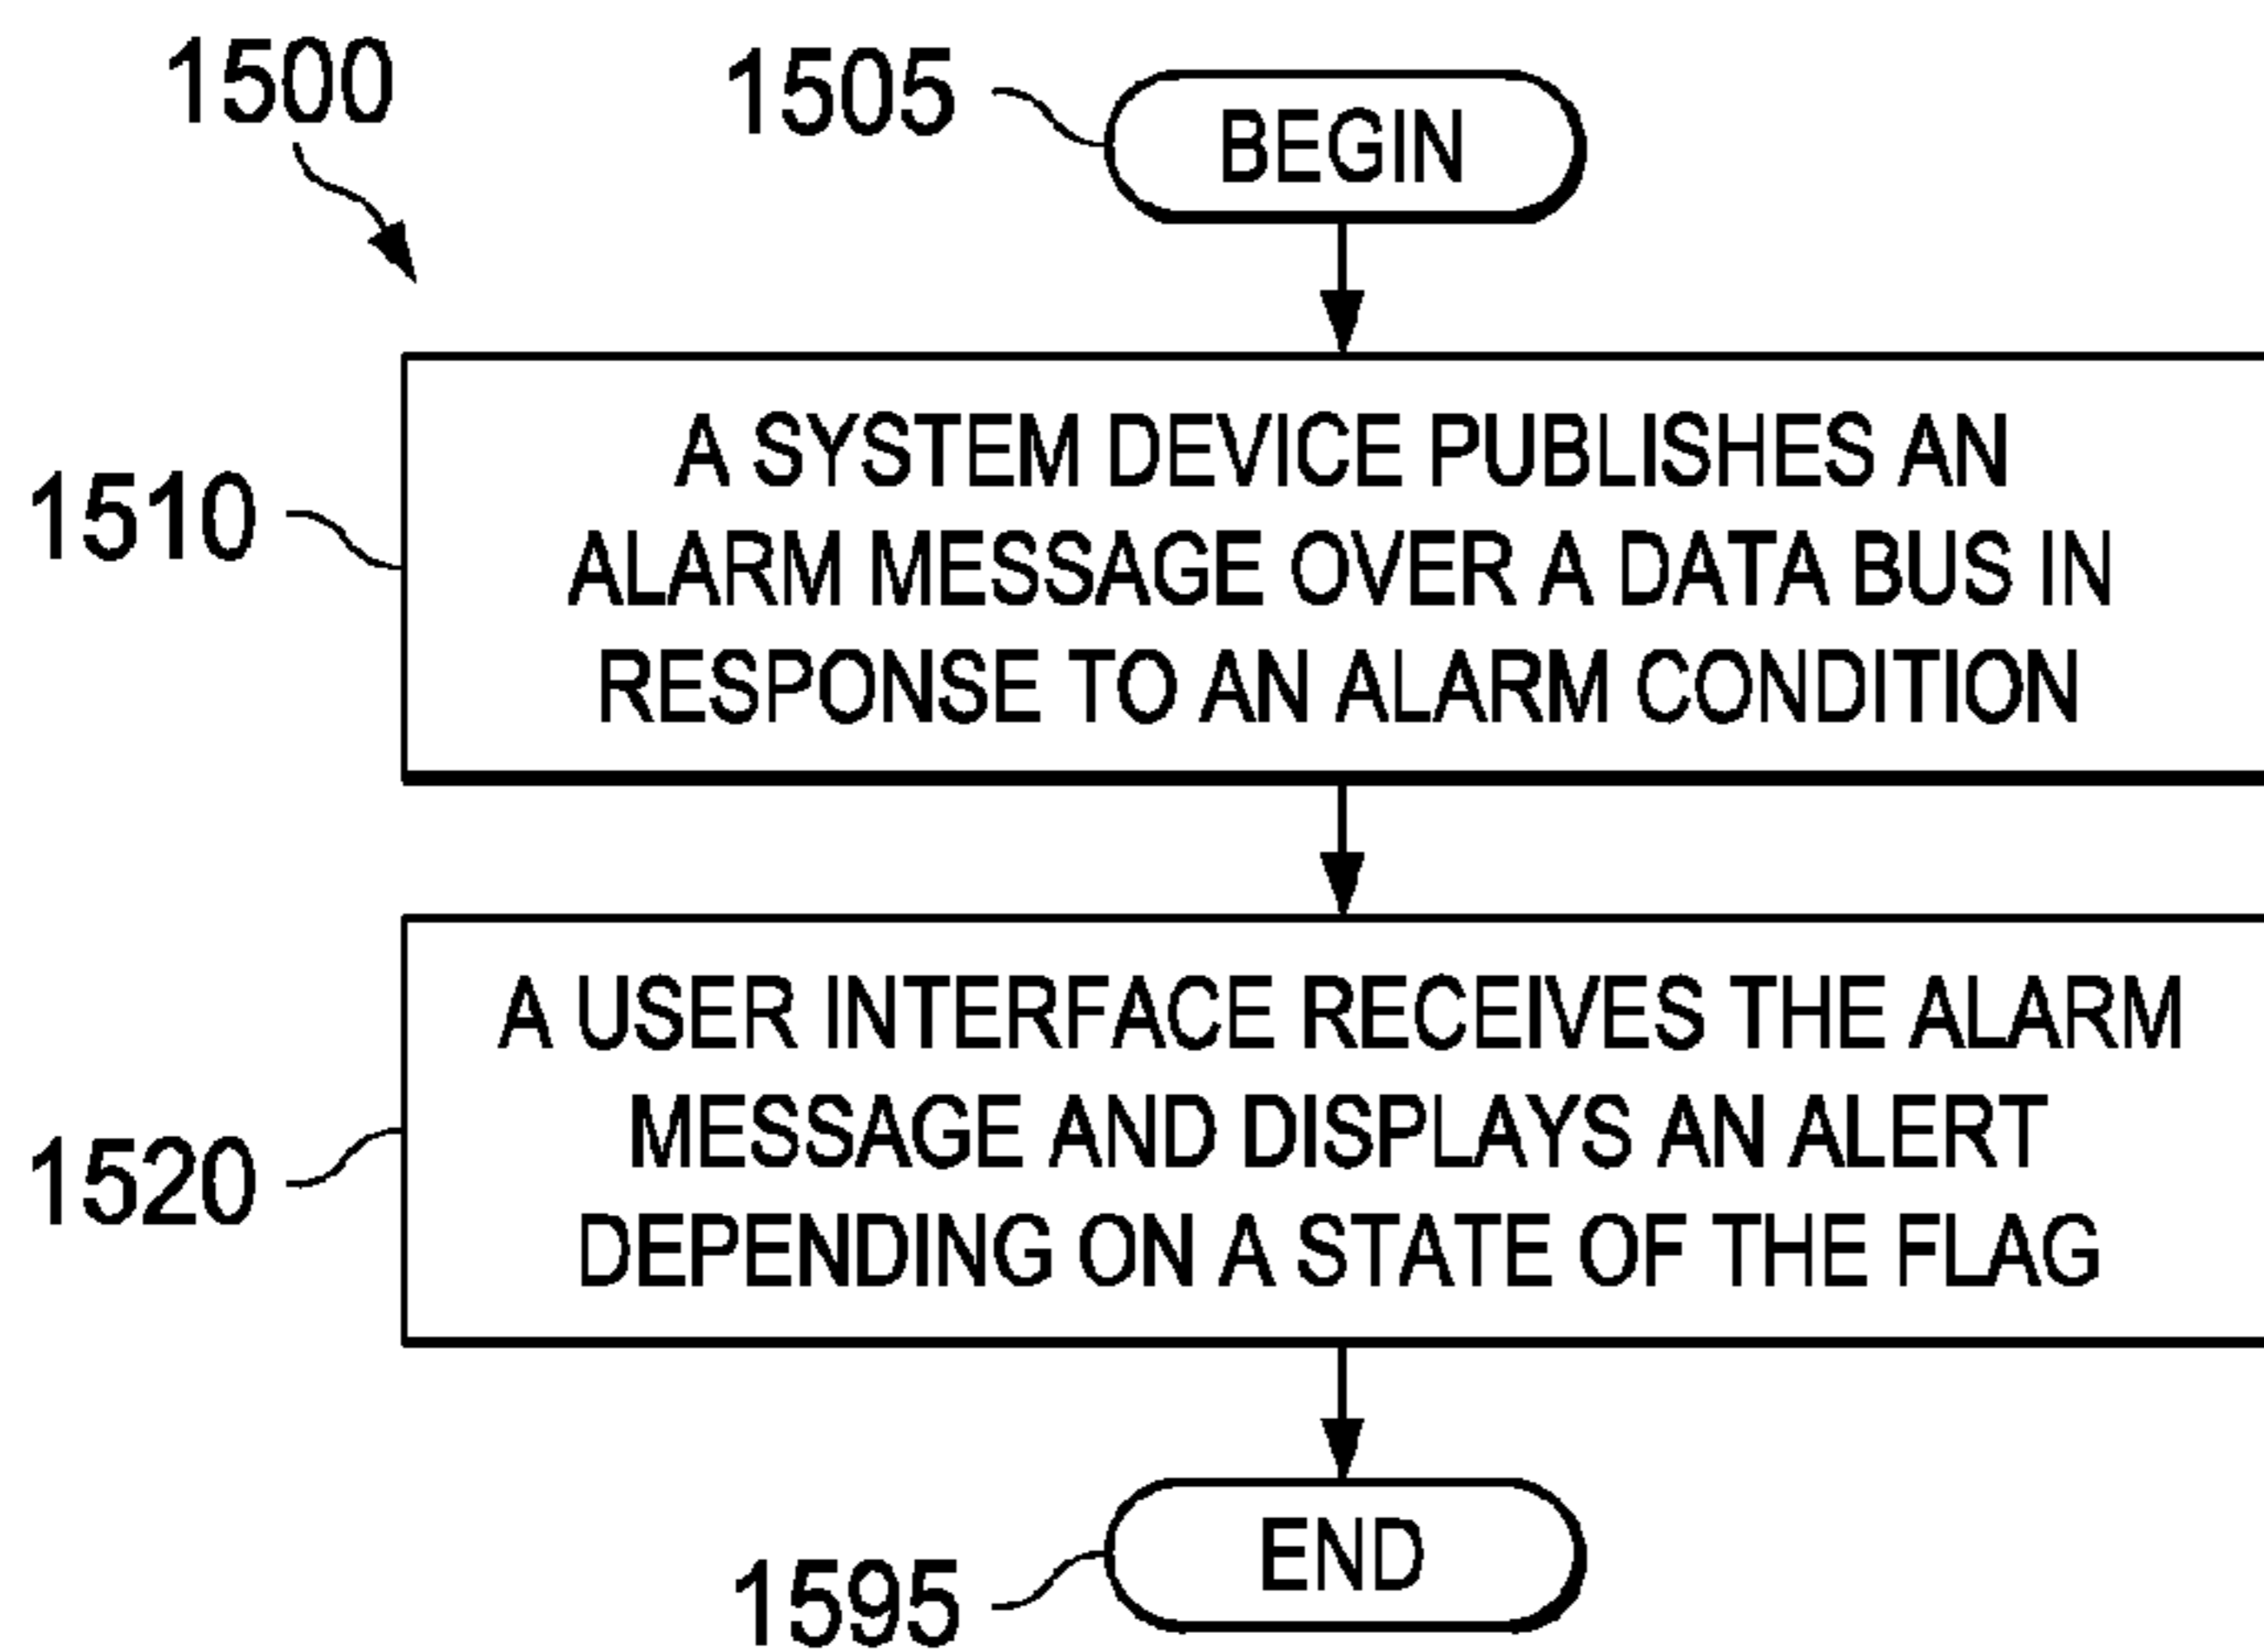 1500
1505
BEGIN
1510
A SYSTEM DEVICE PUBLISHES AN
ALARM MESSAGE OVER A DATA BUS IN
RESPONSE TO AN ALARM CONDITION
1520
A USER INTERFACE RECEIVES THE ALARM
MESSAGE AND DISPLAYS AN ALERT
DEPENDING ON A STATE OF THE FLAG
1595
END